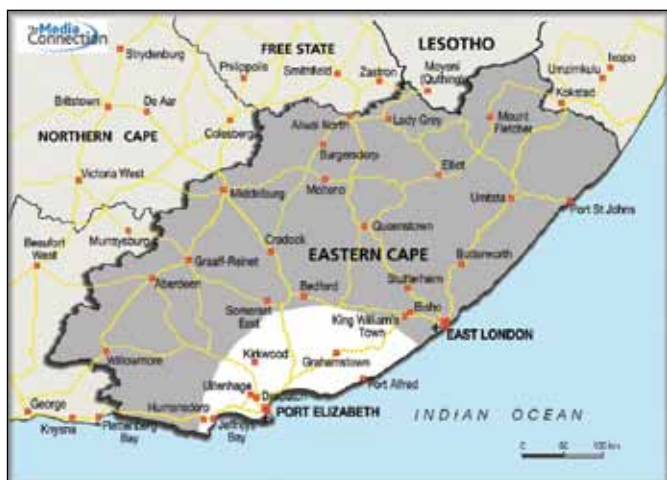 The Media
Connection
Strydenburg
FREE STATE
LESOTHO
Philippolis
Smithfield
Zastron
Moyeni
(Quthing)
Umzimkulu
Ixopo
Kokstad
Britstown
De Aar
NORTHERN CAPE
Colesberg
Aliwal North
Lady Grey
Mount
Fletcher
Burgersdorp
Elliot
Victoria West
Middelburg
Molteno
Umtata
Port St Johns
Murraysburg
Queenstown
Beaufort
West
Cradock
EASTERN CAPE
Butterworth
Graaff-Reinet
Aberdeen
Bedford
Stutterheim
Somerset
East
King William's
Town
Bisho
EAST LONDON
Willowmore
Kirkwood
Grahamstown
Uitenhage
Despatch
Port Alfred
George
Knysna
Plettenberg
Bay
Humansdorp
Jeffreys
Bay
PORT ELIZABETH
INDIAN OCEAN
0 50 100 km